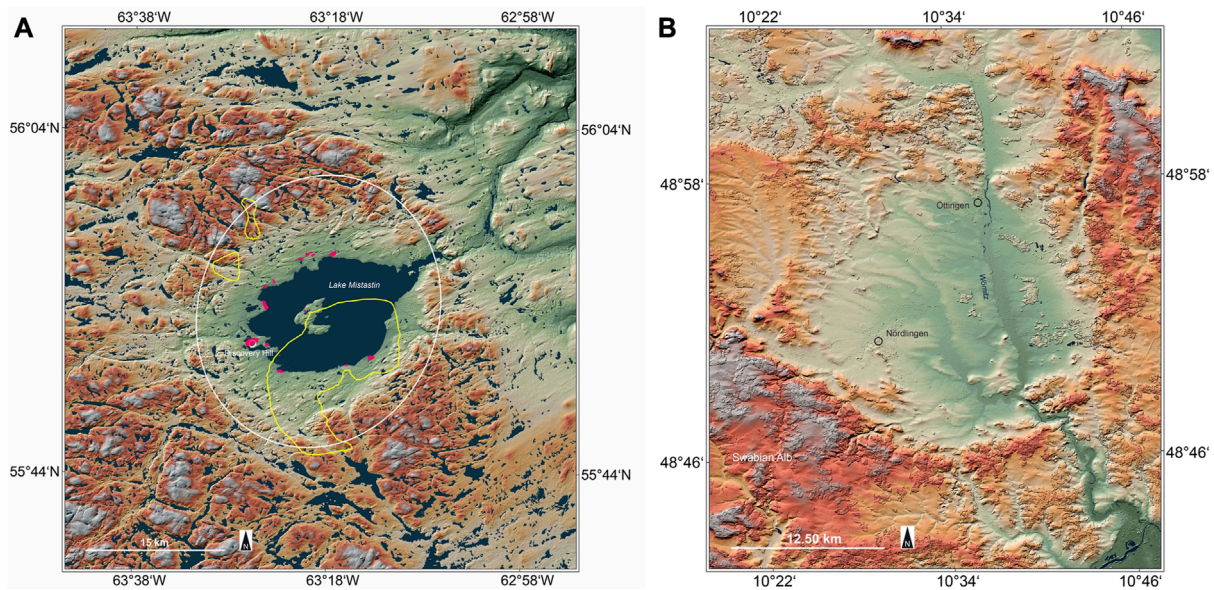 A
63°38'W 63°18'W 62°58'W
56°04'N 56°04'N
Lake Mistastin
Discovery Hill
55°44'N 55°44'N
15 km
N
63°38'W 63°18'W 62°58'W
B
10°22' 10°34' 10°46'
48°58' 48°58'
Öttingen
Wörnitz
Nördlingen
48°46' 48°46'
Swabian Alb
12.50 km
N
10°22' 10°34' 10°46'